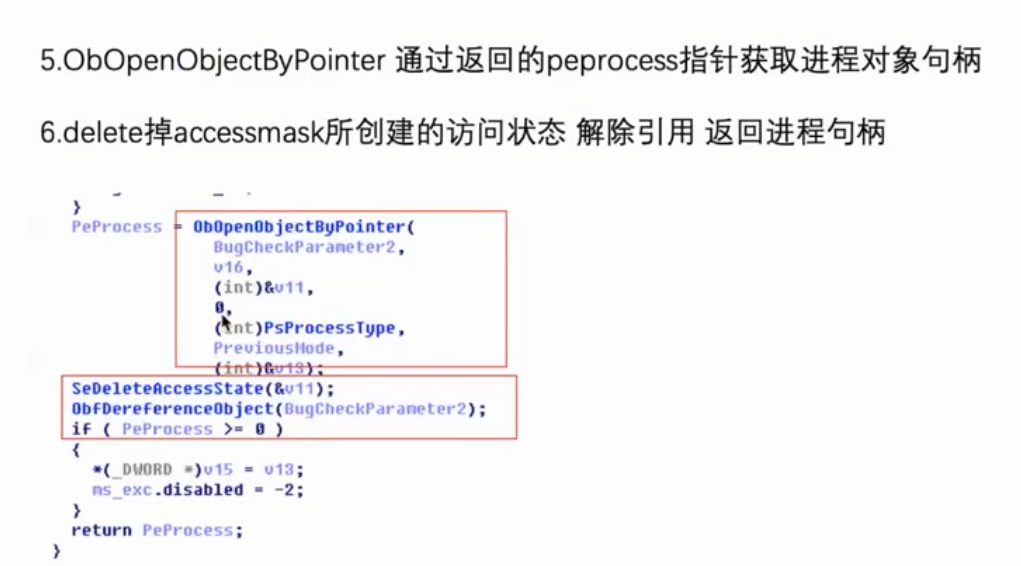 5.ObOpenObjectByPointer 通过返回的peprocess指针获取进程对象句柄
6.delete掉accessmask所创建的访问状态 解除引用 返回进程句柄
}
PeProcess = ObOpenObjectByPointer(
BugCheckParameter2,
v16,
(int)&v11,
0,
(int)PsProcessType,
PreviousMode,
(int)&v13);
SeDeleteAccessState(&v11);
ObfDereferenceObject(BugCheckParameter2);
if ( PeProcess >= 0 )
{
*(_DWORD *)v15 = v13;
ms_exc.disabled = -2;
}
return PeProcess;
}